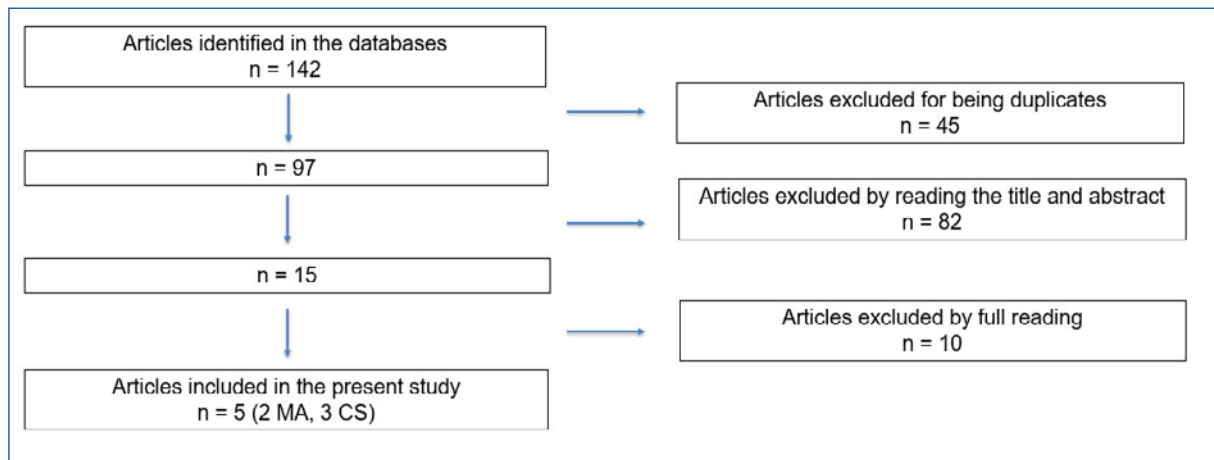 Articles identified in the databases
n = 142
Articles excluded for being duplicates
n = 45
n = 97
Articles excluded by reading the title and abstract
n = 82
n = 15
Articles excluded by full reading
n = 10
Articles included in the present study
n = 5 (2 MA, 3 CS)